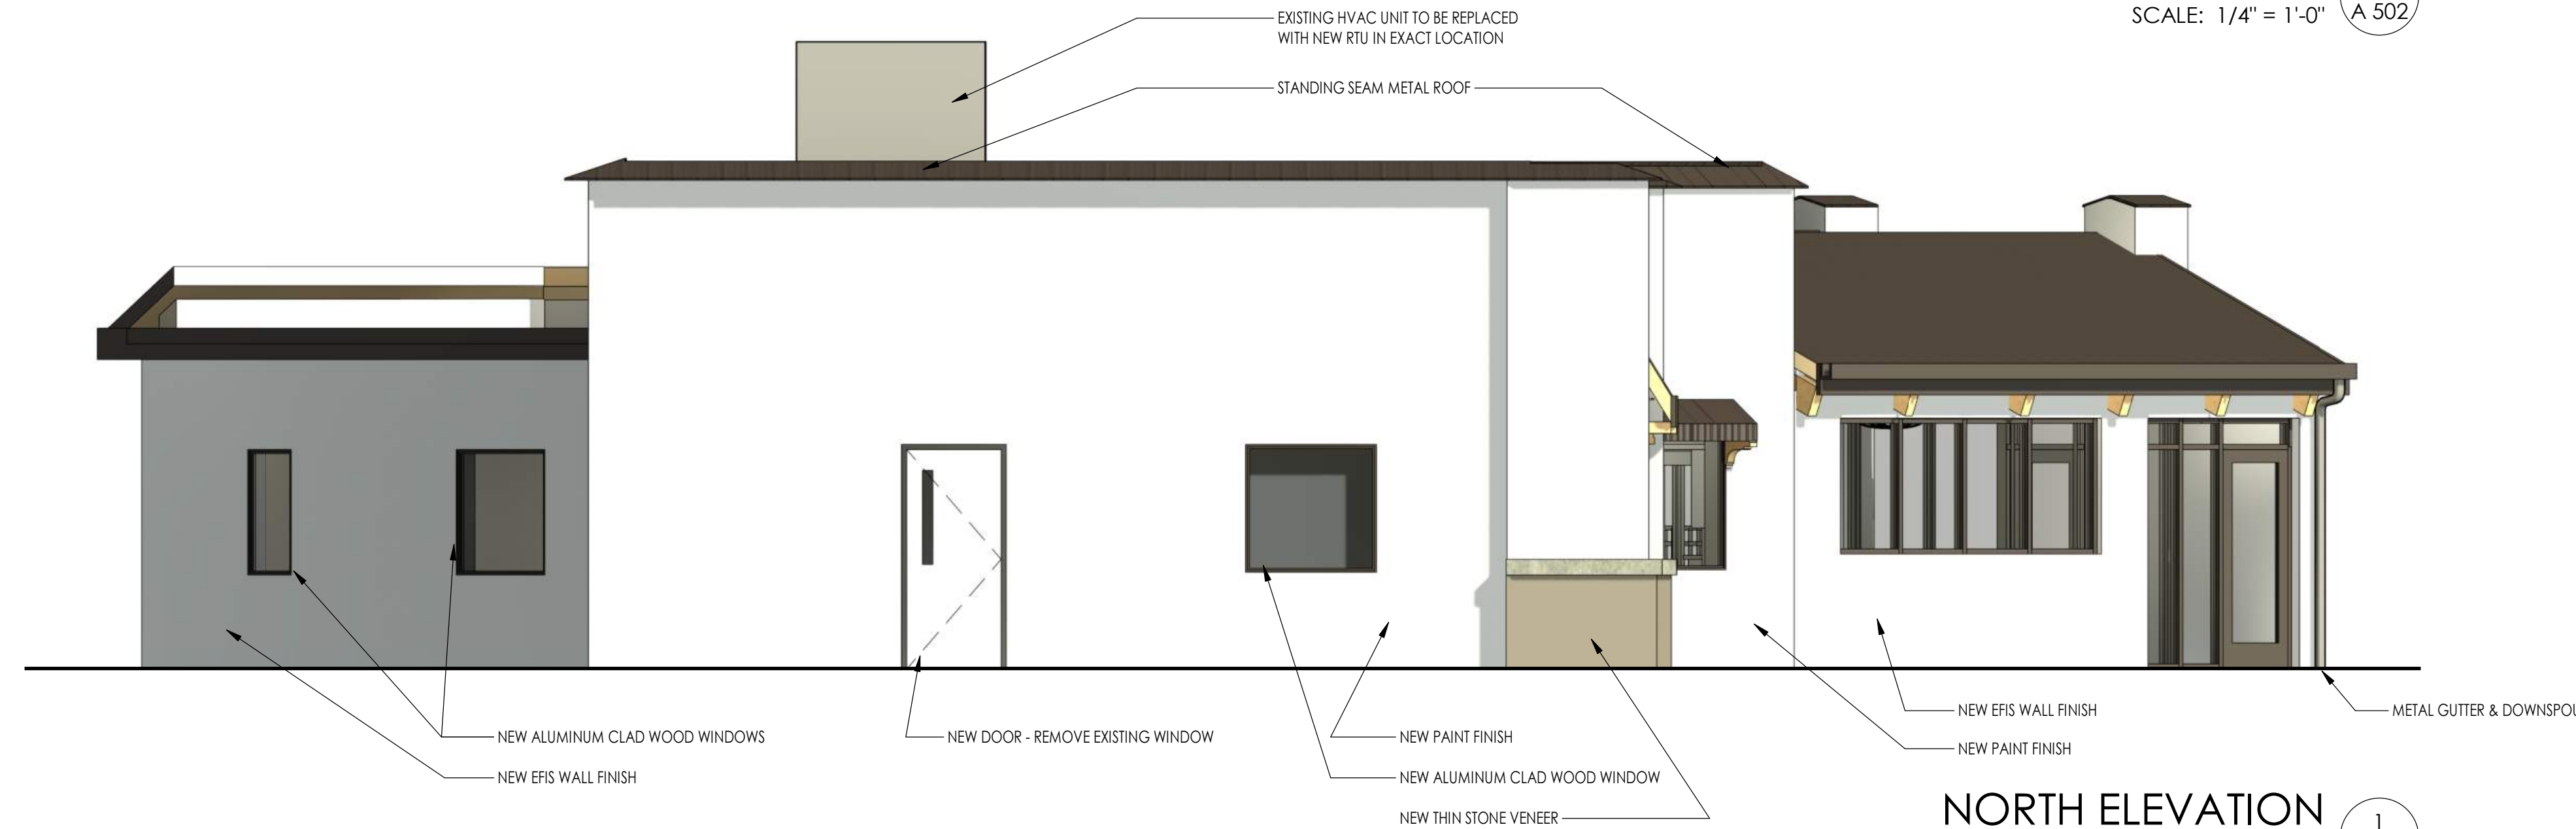 EXISTING HVAC UNIT TO BE REPLACED
WITH NEW RTU IN EXACT LOCATION
SCALE: 1/4" = 1'-0"
A 502
STANDING SEAM METAL ROOF
NEW EFIS WALL FINISH
METAL GUTTER & DOWNSPOU
NEW ALUMINUM CLAD WOOD WINDOWS
NEW DOOR - REMOVE EXISTING WINDOW
NEW PAINT FINISH
NEW PAINT FINISH
NEW EFIS WALL FINISH
NEW ALUMINUM CLAD WOOD WINDOW
NEW THIN STONE VENEER
NORTH ELEVATION
1